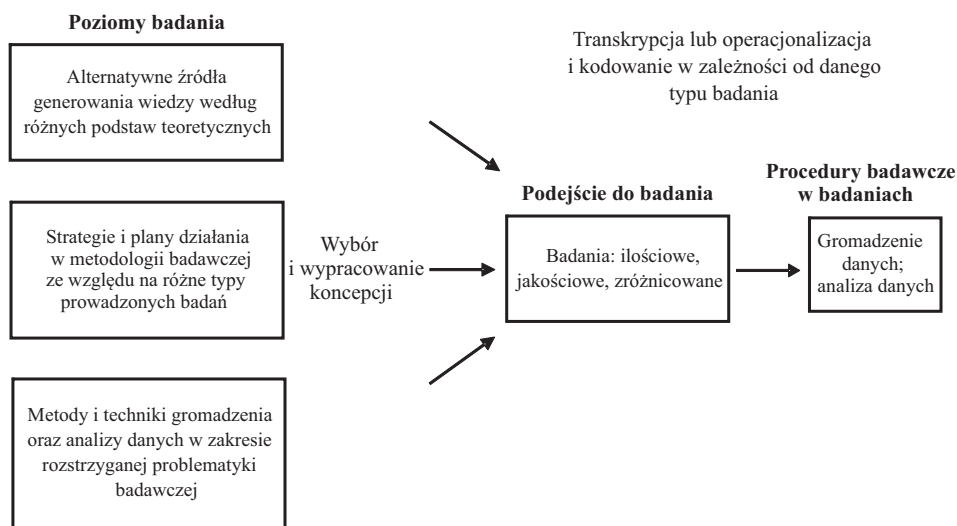 Poziomy badania
Alternatywne źródła
generowania wiedzy według
różnych podstaw teoretycznych
Strategie i plany działania
w metodologii badawczej
ze względu na różne typy
prowadzonych badań
Metody i techniki gromadzenia
oraz analizy danych w zakresie
rozstrzyganej problematyki
badawczej
Wybór
i wypracowanie
koncepcji
Transkrypcja lub operacjonalizacja
i kodowanie w zależności od danego
typu badania
Podejście do badania
Badania: ilościowe,
jakościowe, zróżnicowane
Procedury badawcze
w badaniach
Gromadzenie
danych;
analiza danych